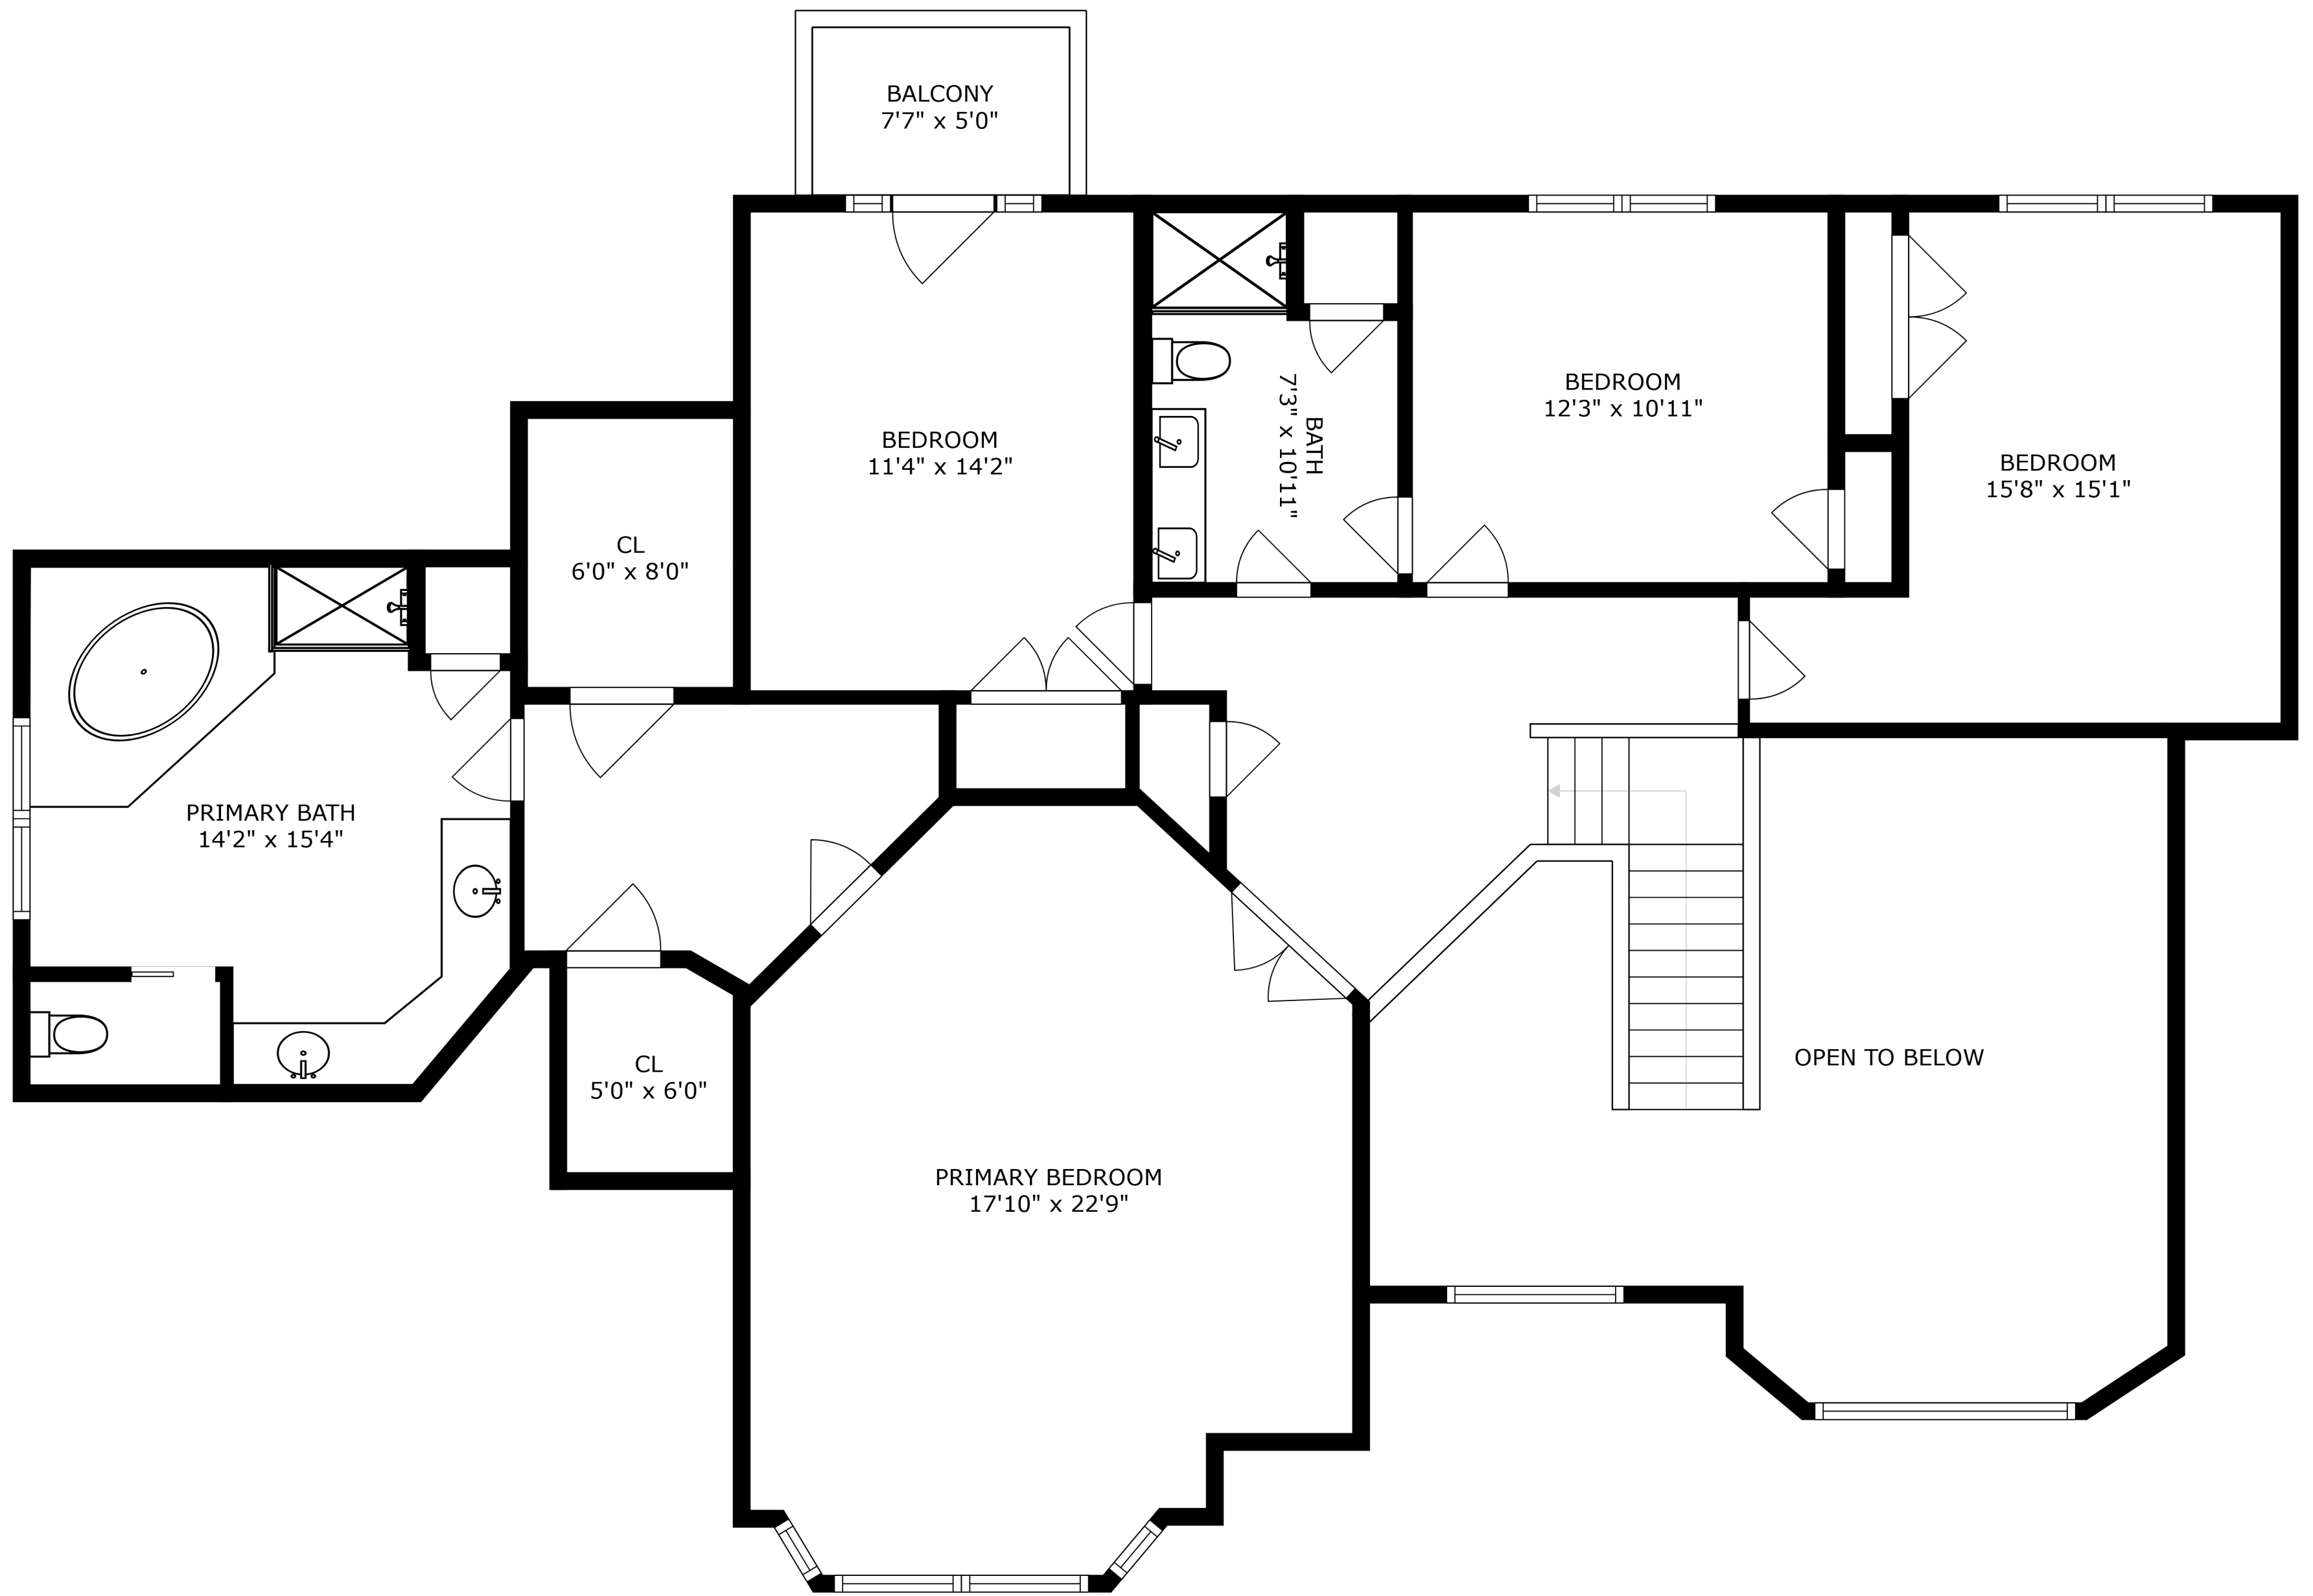 BALCONY
7'7" x 5'0"
BEDROOM
11'4" x 14'2"
BATH
7'3" x 10'11"
BEDROOM
12'3" x 10'11"
BEDROOM
15'8" x 15'1"
CL
6'0" x 8'0"
PRIMARY BATH
14'2" x 15'4"
CL
5'0" x 6'0"
PRIMARY BEDROOM
17'10" x 22'9"
OPEN TO BELOW